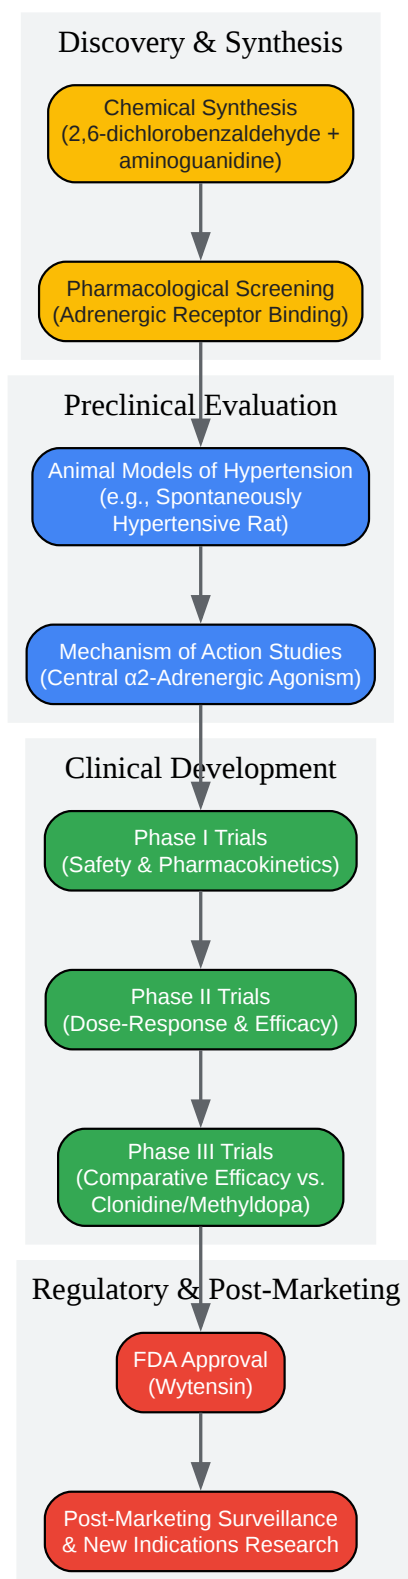 Discovery & Synthesis
Chemical Synthesis
(2,6-dichlorobenzaldehyde +
aminoguanidine)
Pharmacological Screening
(Adrenergic Receptor Binding)
Preclinical Evaluation
Animal Models of Hypertension
(e.g., Spontaneously
Hypertensive Rat)
Mechanism of Action Studies
(Central α2-Adrenergic Agonism)
Clinical Development
Phase I Trials
(Safety & Pharmacokinetics)
Phase II Trials
(Dose-Response & Efficacy)
Phase III Trials
(Comparative Efficacy vs.
Clonidine/Methyldopa)
Regulatory & Post-Marketing
FDA Approval
(Wytensin)
Post-Marketing Surveillance
& New Indications Research